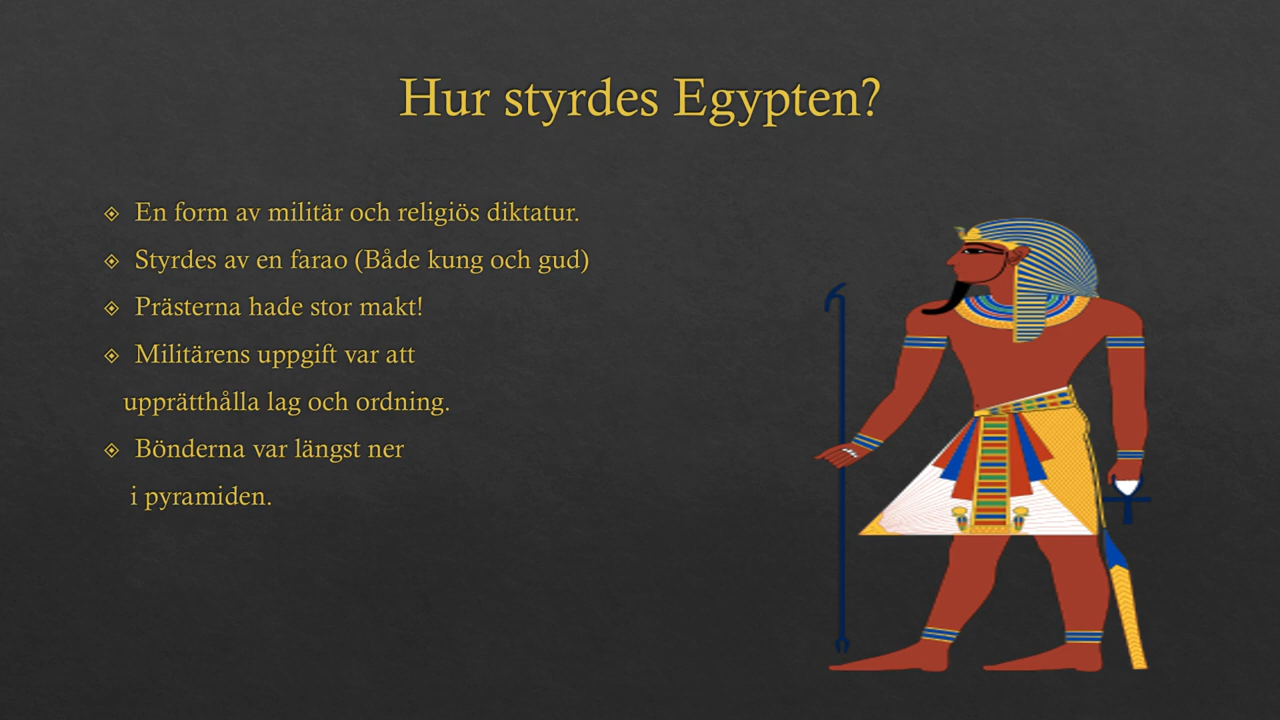 Hur styrdes Egypten?
En form av militär och religiös diktatur.
Styrdes av en farao (Både kung och gud)
Prästerna hade stor makt!
Militärens uppgift var att
upprätthålla lag och ordning.
Bönderna var längst ner
i pyramiden.